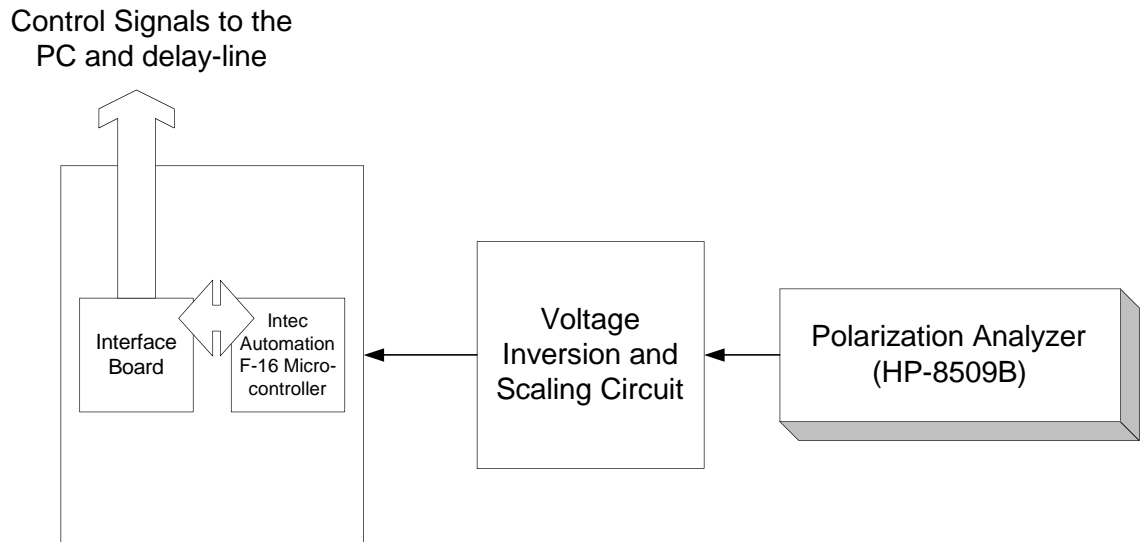 Control Signals to the
PC and delay-line
Interface
Board
Intec
Automation
F-16 Micro-
controller
Voltage
Inversion and
Scaling Circuit
Polarization Analyzer
(HP-8509B)